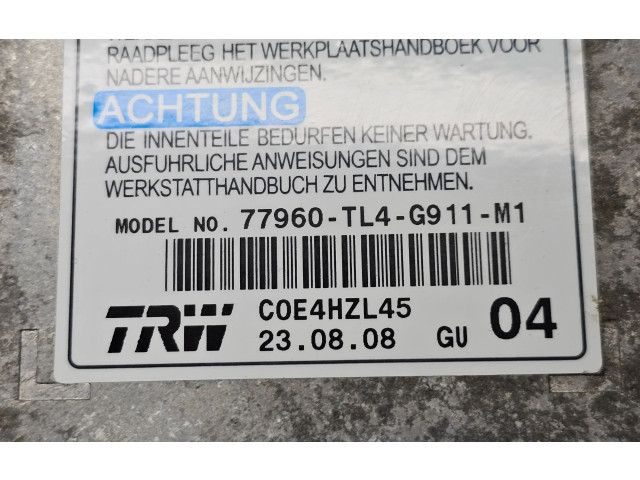 RAADPLEEG HET WERKPLAATSHANDBOEK VOOR
NADERE AANWIJZINGEN.
ACHTUNG
DIE INNENTEILE BEDURFEN KEINER WARTUNG.
AUSFUHRLICHE ANWEISUNGEN SIND DEM
WERKSTATTHANDBUCH ZU ENTNEHMEN.
MODEL NO. 77960-TL4-G911-M1
TRW C0E4HZL45
23.08.08 GU 04